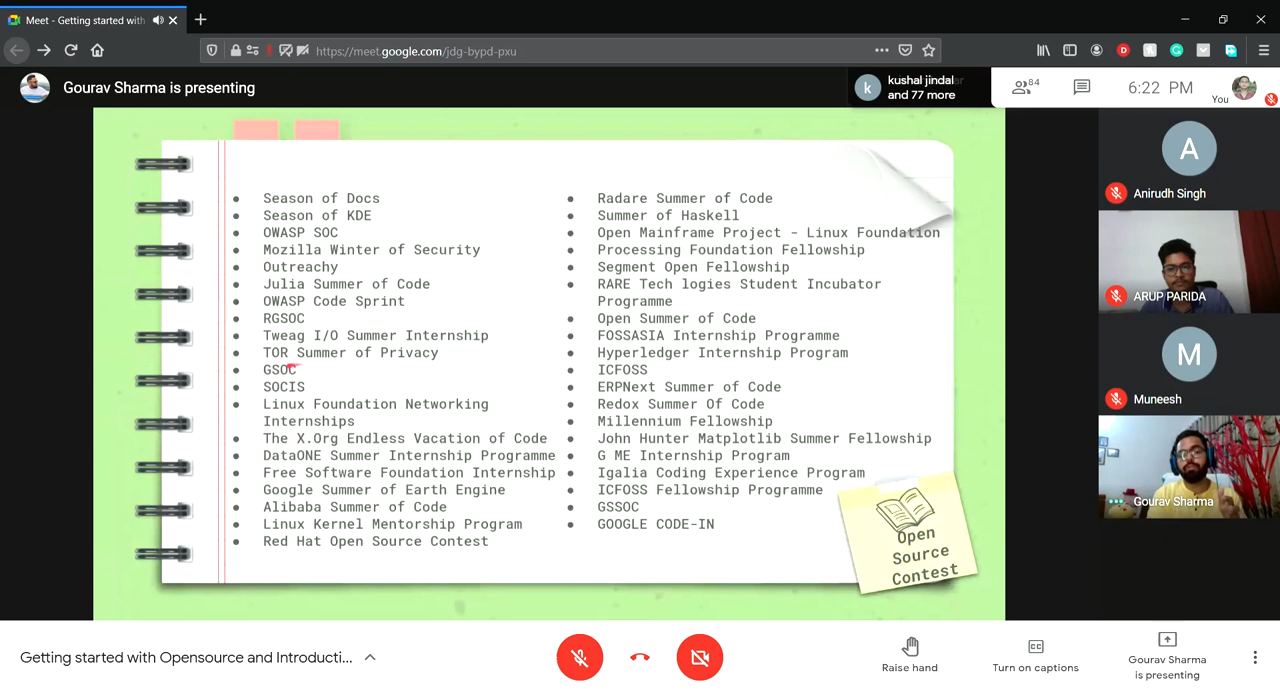 Meet - Getting started with
https://meet.google.com/jdg-bypd-pxu
Gourav Sharma is presenting
k
kushal jindal
and 77 more
84
6:22 PM
You
Season of Docs
Season of KDE
OWASP SOC
Mozilla Winter of Security
Outreachy
Julia Summer of Code
OWASP Code Sprint
RGSOC
Tweag I/O Summer Internship
TOR Summer of Privacy
GSOC
SOCIS
Linux Foundation Networking
Internships
The X.Org Endless Vacation of Code
DataONE Summer Internship Programme
Free Software Foundation Internship
Google Summer of Earth Engine
Alibaba Summer of Code
Linux Kernel Mentorship Program
Red Hat Open Source Contest
Radare Summer of Code
Summer of Haskell
Open Mainframe Project - Linux Foundation
Processing Foundation Fellowship
Segment Open Fellowship
RARE Tech logies Student Incubator
Programme
Open Summer of Code
FOSSASIA Internship Programme
Hyperledger Internship Program
ICFOSS
ERPNext Summer of Code
Redox Summer Of Code
Millennium Fellowship
John Hunter Matplotlib Summer Fellowship
G ME Internship Program
Igalia Coding Experience Program
ICFOSS Fellowship Programme
GSSOC
GOOGLE CODE-IN
Open
Source
Contest
A
Anirudh Singh
ARUP PARIDA
M
Muneesh
Gourav Sharma
Getting started with Opensource and Introducti...
Raise hand
CC
Turn on captions
Gourav Sharma
is presenting